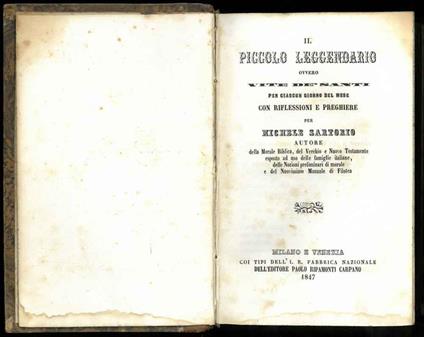 IL
PICCOLO LEGGENDARIO
OVVERO
VITE DE' SANTI
PER CIASCUN GIORNO DEL MESE
CON RIFLESSIONI E PREGHIERE
PER
MICHELE SARTORIO
AUTORE
della Morale Biblica, del Vecchio e Nuovo Testamento
esposto ad uso delle famiglie italiane,
delle Nozioni preliminari di morale
e del Nuovissimo Manuale di Filotea
MILANO E VENEZIA
COI TIPI DELL'I. R. FABBRICA NAZIONALE
DELL'EDITORE PAOLO RIPAMONTI CARPANO
1847